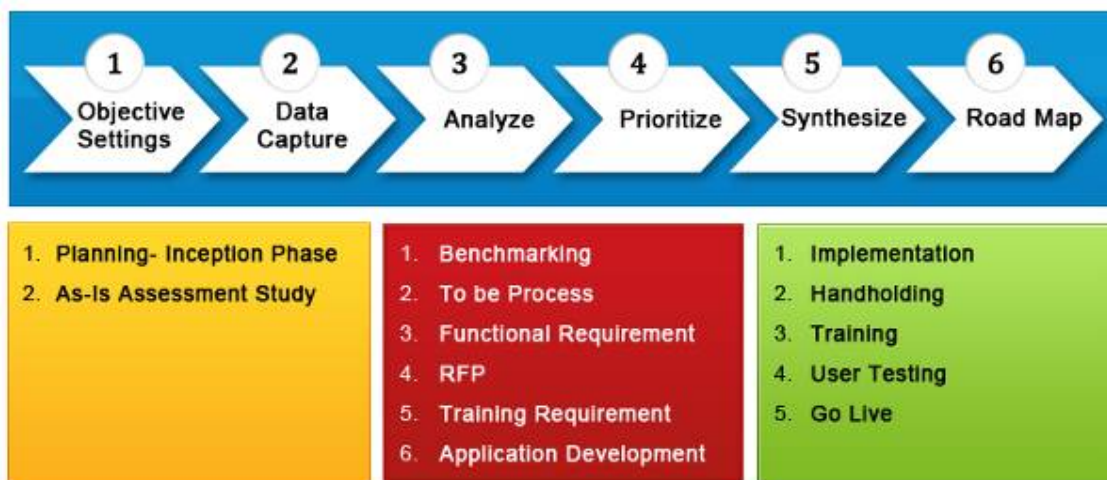 1
Objective
Settings
2
Data
Capture
3
Analyze
4
Prioritize
5
Synthesize
6
Road Map
1. Planning- Inception Phase
2. As-Is Assessment Study
1. Benchmarking
2. To be Process
3. Functional Requirement
4. RFP
5. Training Requirement
6. Application Development
1. Implementation
2. Handholding
3. Training
4. User Testing
5. Go Live